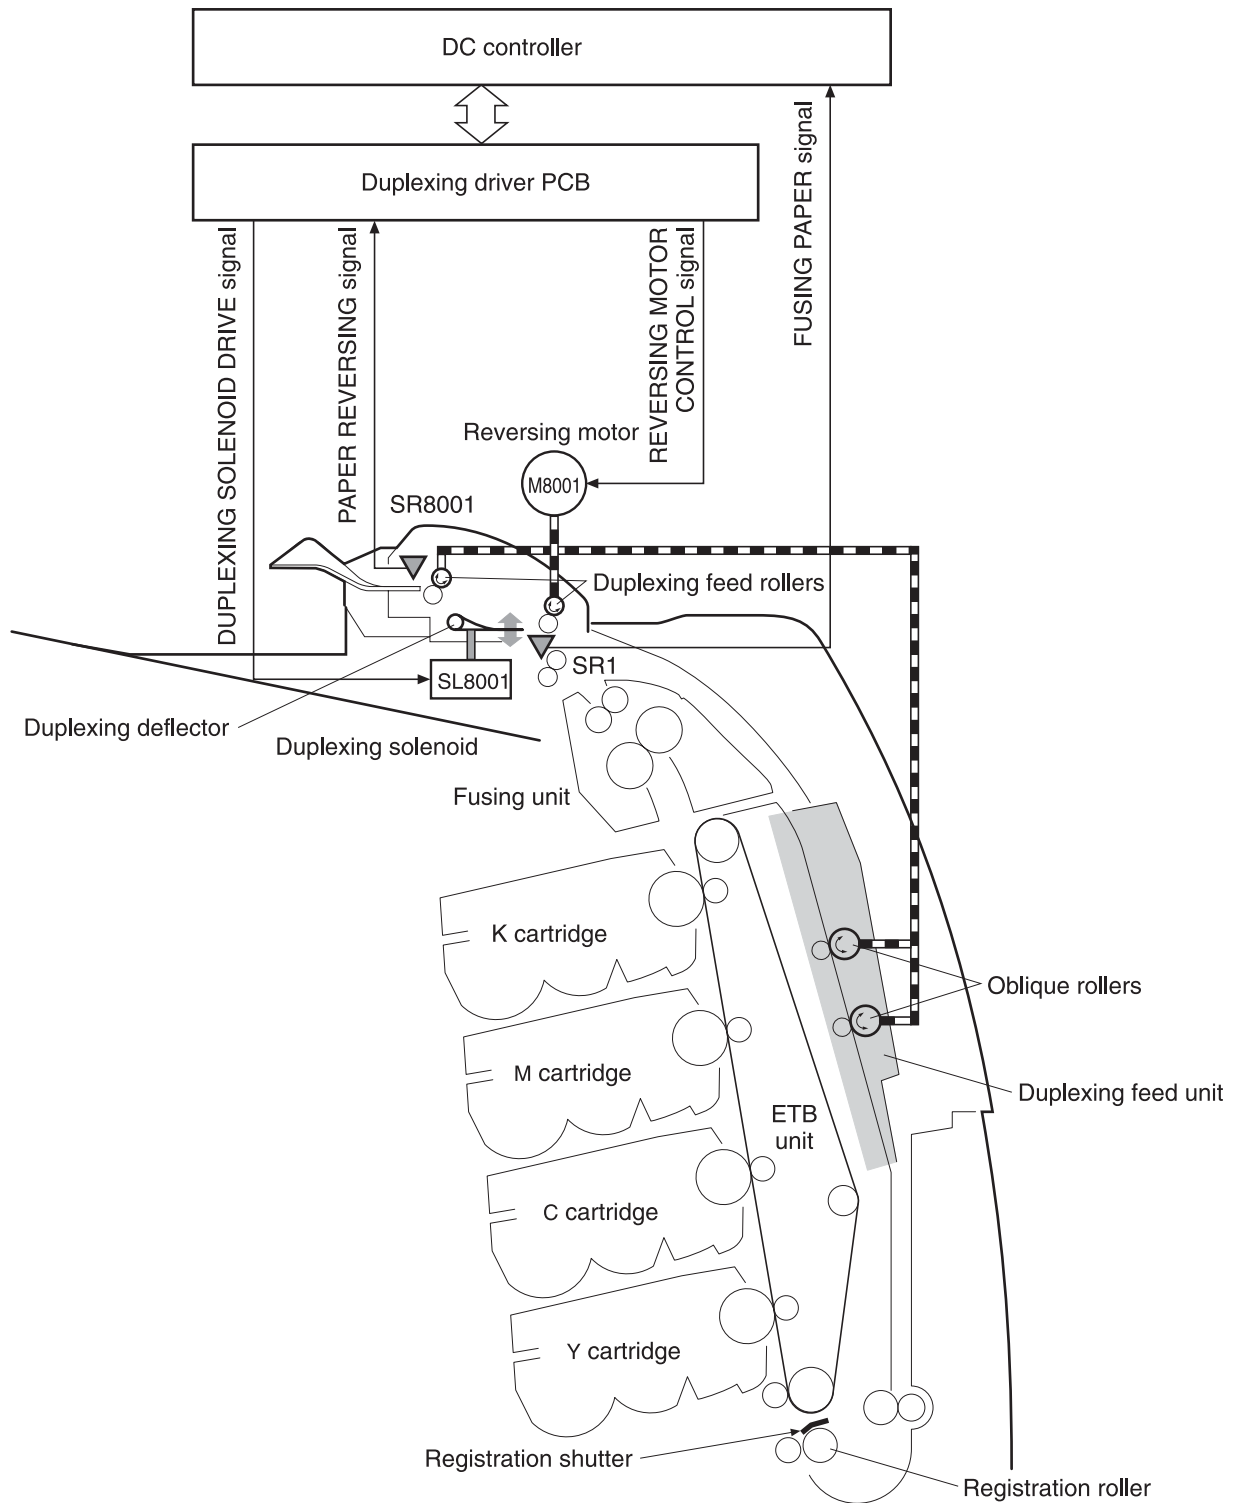 DC controller
Duplexing driver PCB
DUPLEXING SOLENOID DRIVE signal
PAPER REVERSING signal
REVERSING MOTOR
CONTROL signal
FUSING PAPER signal
Reversing motor
M8001
SR8001
Duplexing feed rollers
SR1
SL8001
Duplexing deflector
Duplexing solenoid
Fusing unit
K cartridge
Oblique rollers
M cartridge
Duplexing feed unit
ETB
unit
C cartridge
Y cartridge
Registration shutter
Registration roller